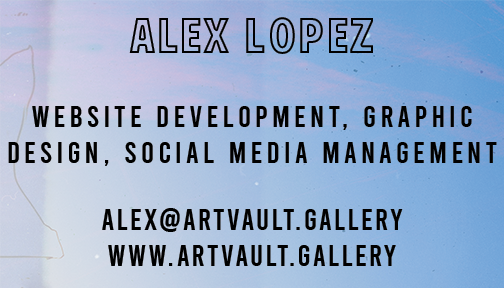 ALEX LOPEZ
WEBSITE DEVELOPMENT, GRAPHIC
DESIGN, SOCIAL MEDIA MANAGEMENT
ALEX@ARTVAULT.GALLERY
WWW.ARTVAULT.GALLERY